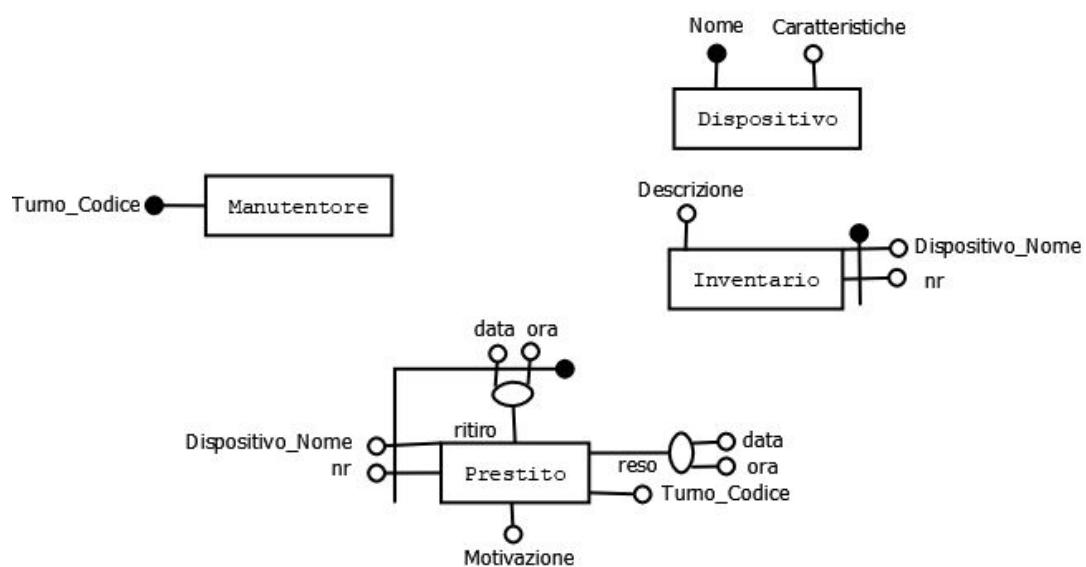 Nome Caratteristiche
Dispositivo
Turno_Codice
Manutentore
Descrizione
Dispositivo_Nome
Inventario
nr
data ora
ritiro
Dispositivo_Nome
nr
Prestito
reso
data
ora
Turno_Codice
Motivazione